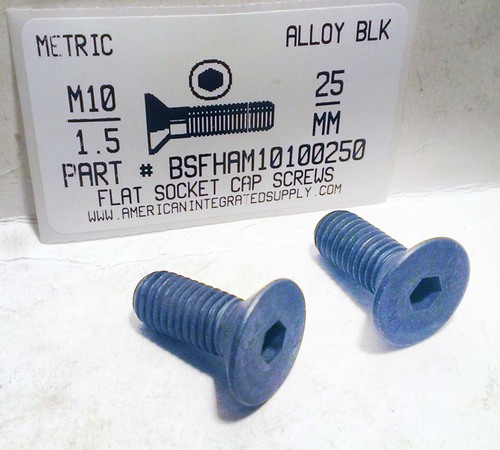 METRIC ALLOY BLK
M10 25
1.5 MM
PART # BSFHAM10100250
FLAT SOCKET CAP SCREWS
WWW.AMERICANINTEGRATEDSUPPLY.COM